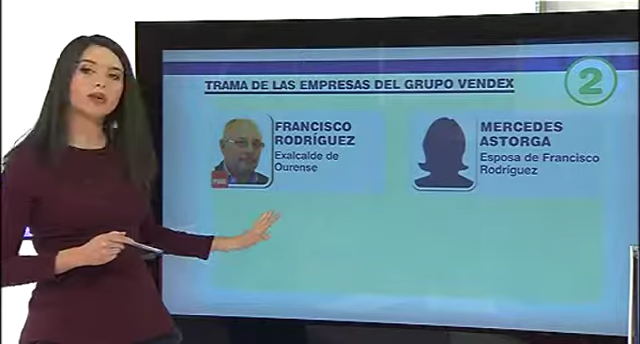 TRAMA DE LAS EMPRESAS DEL GRUPO VENDEX
2
FRANCISCO
RODRÍGUEZ
Exalcalde de
Ourense
MERCEDES
ASTORGA
Esposa de Francisco
Rodríguez